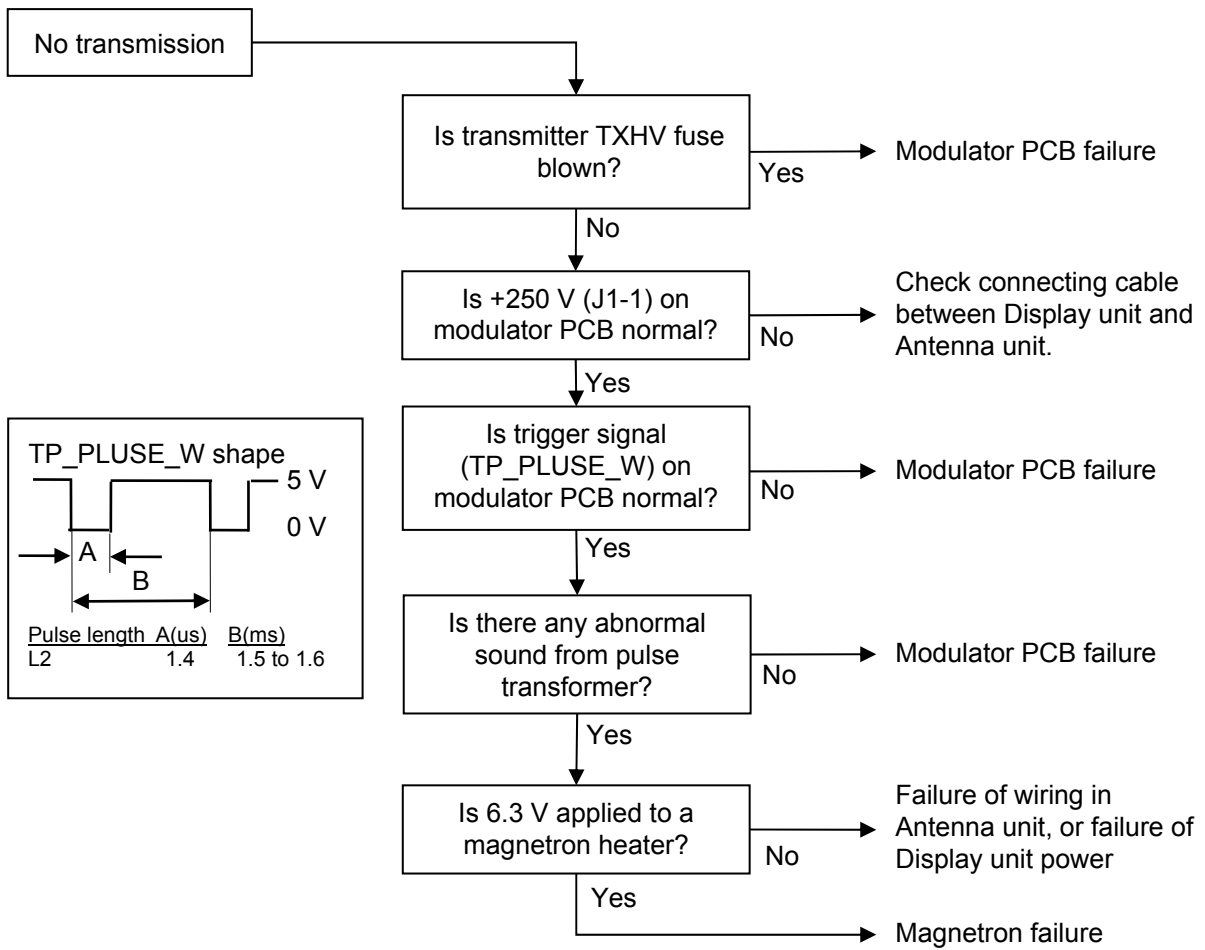 No transmission
Is transmitter TXHV fuse
blown?
Yes
Modulator PCB failure
No
Is +250 V (J1-1) on
modulator PCB normal?
No
Check connecting cable
between Display unit and
Antenna unit.
Yes
Is trigger signal
(TP_PLUSE_W) on
modulator PCB normal?
No
Modulator PCB failure
Yes
TP_PLUSE_W shape
5 V
0 V
A
B
Pulse length A(us) B(ms)
L2 1.4 1.5 to 1.6
Is there any abnormal
sound from pulse
transformer?
No
Modulator PCB failure
Yes
Is 6.3 V applied to a
magnetron heater?
No
Failure of wiring in
Antenna unit, or failure of
Display unit power
Yes
Magnetron failure